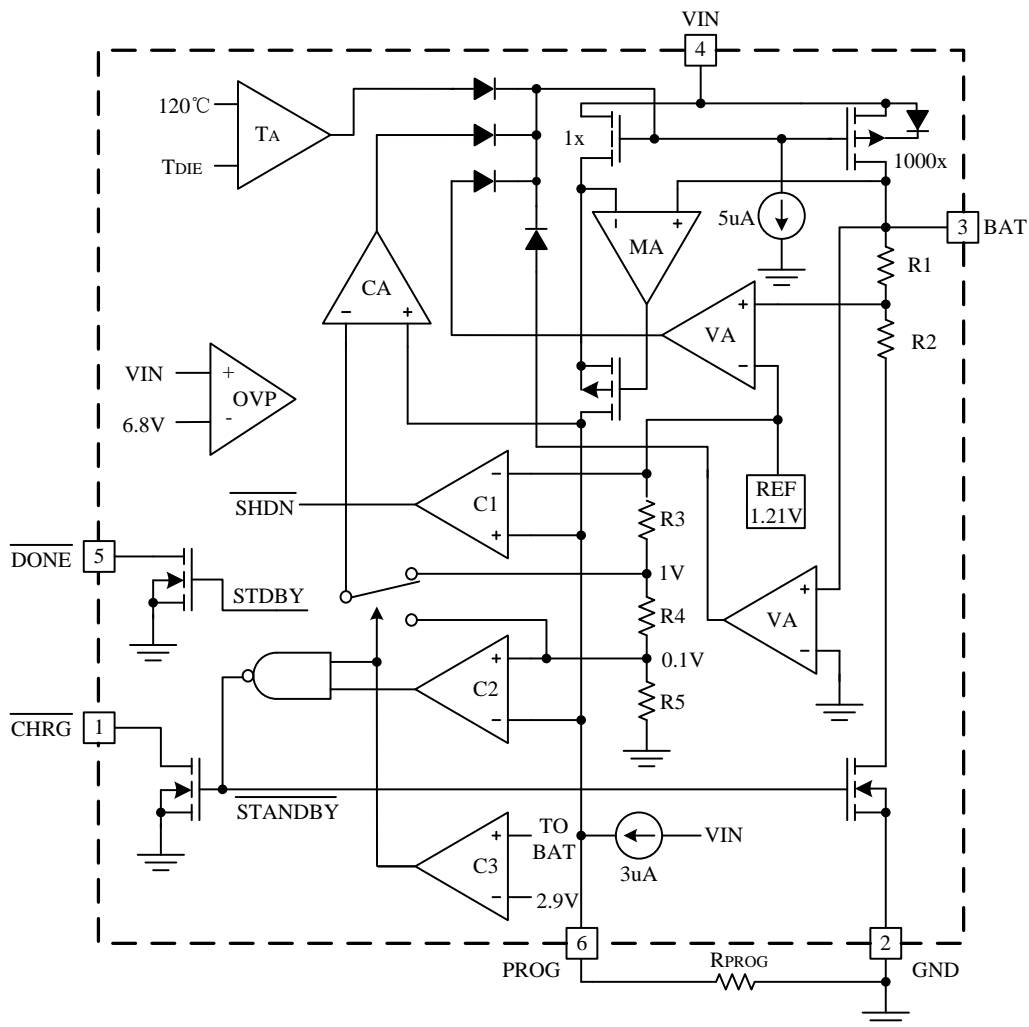 VIN
4
120℃
TA
TDIE
1x
1000x
5uA
3
BAT
MA
R1
CA
− +
VA
+
−
R2
VIN
+
OVP
6.8V
-
REF
1.21V
SHDN
−
C1
+
R3
DONE
5
1V
STDBY
R4
VA
+
−
0.1V
+
C2
−
R5
CHRG
1
STANDBY
+
C3
−
TO
BAT
2.9V
VIN
3uA
6
2
PROG
RPROG
GND